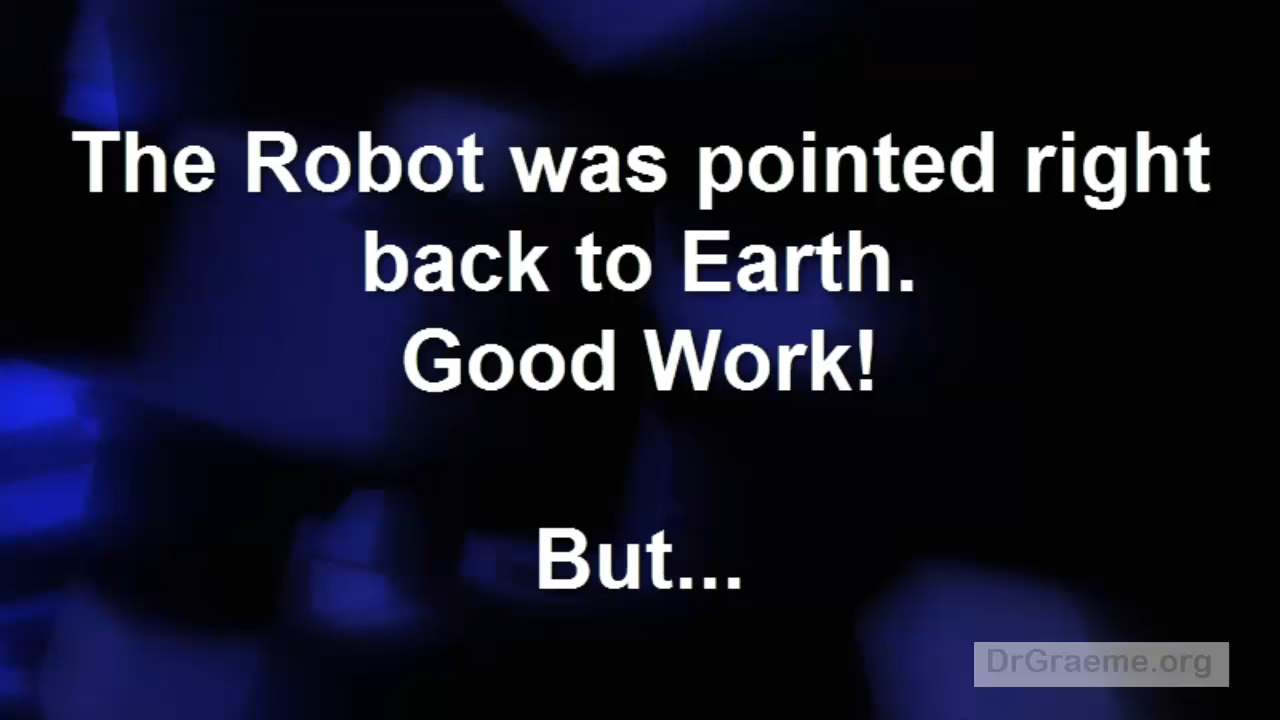 The Robot was pointed right
back to Earth.
Good Work!
But...
DrGraeme.org